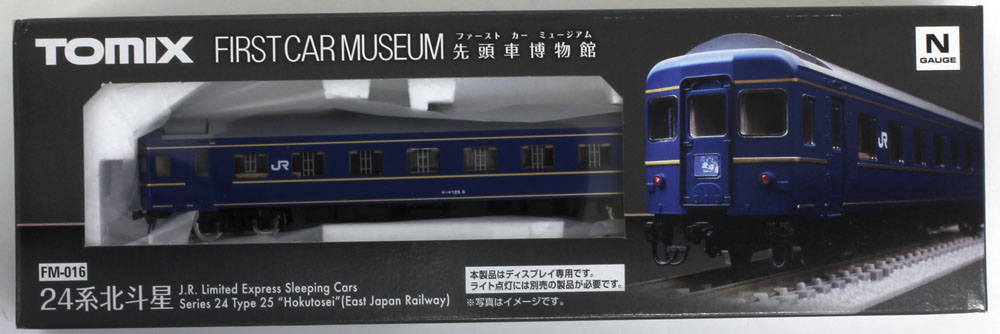 TOMIX
FIRST CAR MUSEUM
ファースト カー ミュージアム
先頭車博物館
N
GAUGE
JR
JR
北斗星
FM-016
24系北斗星
J.R. Limited Express Sleeping Cars
Series 24 Type 25 "Hokutosei"(East Japan Railway)
本製品はディスプレイ専用です。
ライト点灯には別売の製品が必要です。
※写真はイメージです。